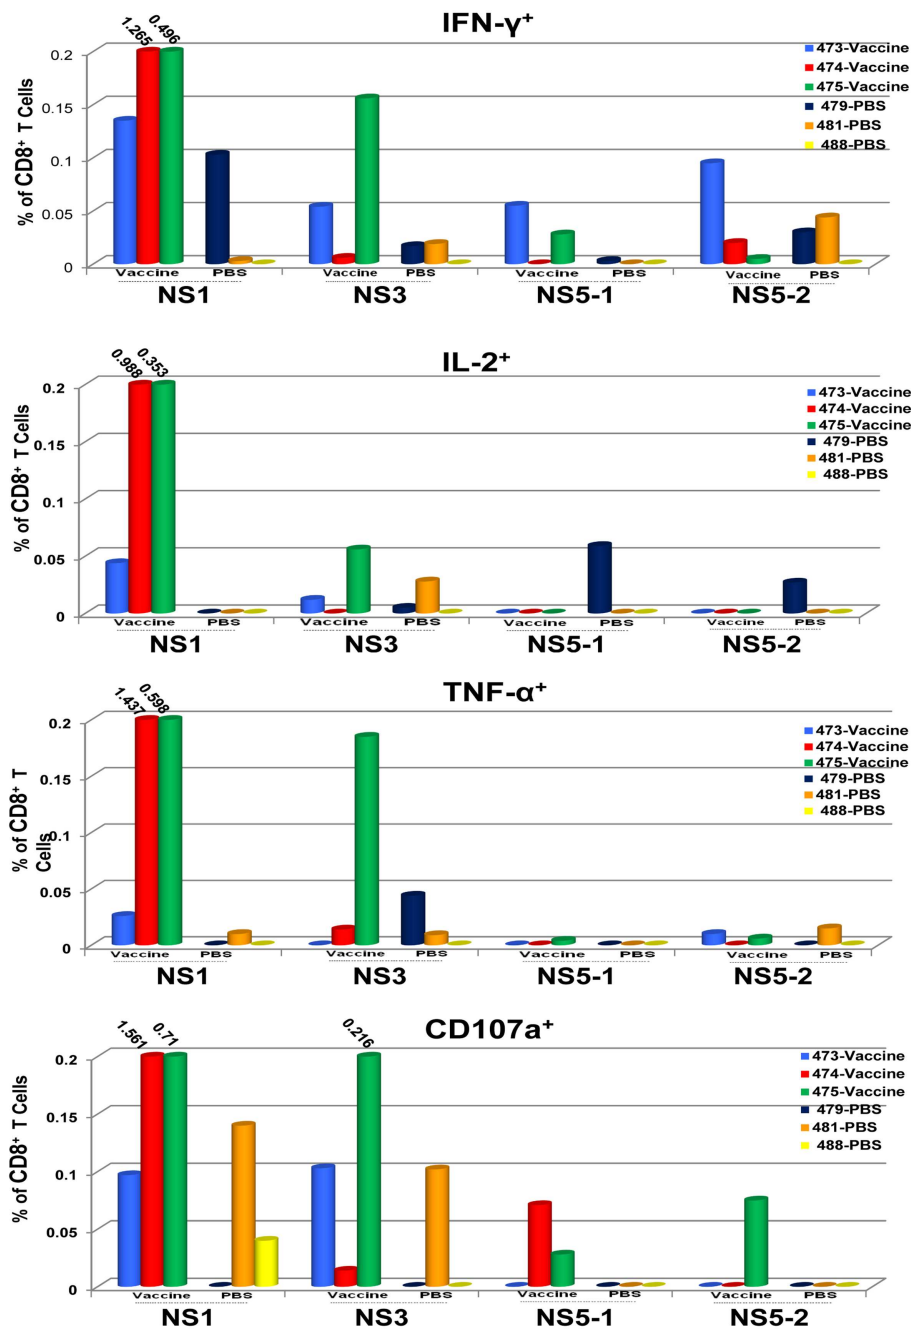 IFN-γ⁺
1.265
0.496
% of CD8⁺ T Cells
0.2
0.15
0.1
0.05
0
473-Vaccine
474-Vaccine
475-Vaccine
479-PBS
481-PBS
488-PBS
Vaccine PBS Vaccine PBS Vaccine PBS Vaccine PBS
NS1 NS3 NS5-1 NS5-2
IL-2⁺
0.988
0.353
% of CD8⁺ T Cells
0.2
0.15
0.1
0.05
0
473-Vaccine
474-Vaccine
475-Vaccine
479-PBS
481-PBS
488-PBS
Vaccine PBS Vaccine PBS Vaccine PBS Vaccine PBS
NS1 NS3 NS5-1 NS5-2
TNF-α⁺
1.437
0.598
% of CD8⁺ T
Cells
0.2
0.15
0.1
0.05
0
473-Vaccine
474-Vaccine
475-Vaccine
479-PBS
481-PBS
488-PBS
Vaccine PBS Vaccine PBS Vaccine PBS Vaccine PBS
NS1 NS3 NS5-1 NS5-2
CD107a⁺
1.561
0.71
0.216
% of CD8⁺ T Cells
0.2
0.15
0.1
0.05
0
473-Vaccine
474-Vaccine
475-Vaccine
479-PBS
481-PBS
488-PBS
Vaccine PBS Vaccine PBS Vaccine PBS Vaccine PBS
NS1 NS3 NS5-1 NS5-2